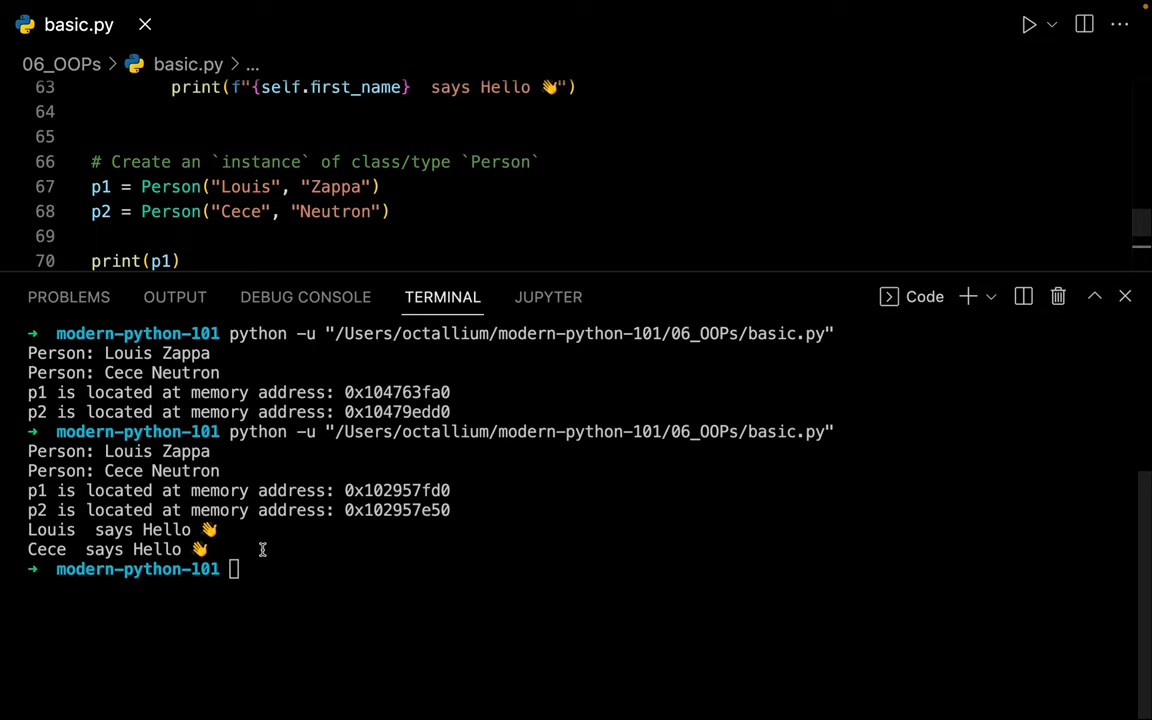 basic.py
06_OOPs > basic.py > ...
63 print(f"{self.first_name}  says Hello 👋")
64
65
66 # Create an `instance` of class/type `Person`
67 p1 = Person("Louis", "Zappa")
68 p2 = Person("Cece", "Neutron")
69
70 print(p1)
PROBLEMS OUTPUT DEBUG CONSOLE TERMINAL JUPYTER Code
→ modern-python-101 python -u "/Users/octallium/modern-python-101/06_OOPs/basic.py"
Person: Louis Zappa
Person: Cece Neutron
p1 is located at memory address: 0x104763fa0
p2 is located at memory address: 0x10479edd0
→ modern-python-101 python -u "/Users/octallium/modern-python-101/06_OOPs/basic.py"
Person: Louis Zappa
Person: Cece Neutron
p1 is located at memory address: 0x102957fd0
p2 is located at memory address: 0x102957e50
Louis  says Hello 👋
Cece  says Hello 👋
→ modern-python-101